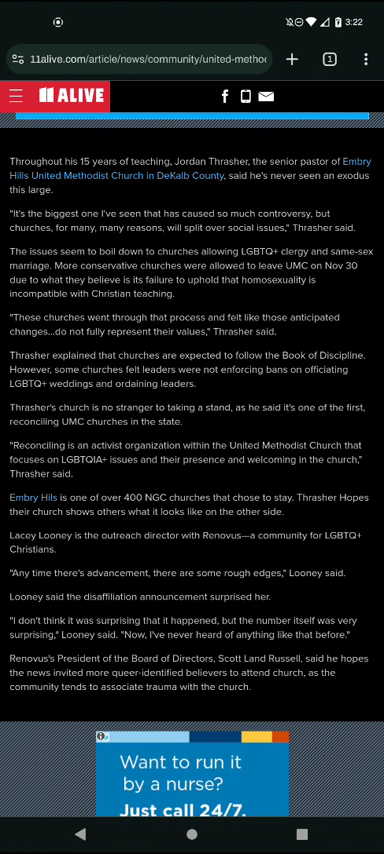 3:22
11alive.com/article/news/community/united-method
1
11 ALIVE
Throughout his 15 years of teaching, Jordan Thrasher, the senior pastor of Embry
Hills United Methodist Church in DeKalb County, said he's never seen an exodus
this large.
"It's the biggest one I've seen that has caused so much controversy, but
churches, for many, many reasons, will split over social issues," Thrasher said.
The issues seem to boil down to churches allowing LGBTQ+ clergy and same-sex
marriage. More conservative churches were allowed to leave UMC on Nov 30
due to what they believe is its failure to uphold that homosexuality is
incompatible with Christian teaching.
"These churches went through that process and felt like those anticipated
changes...do not fully represent their values," Thrasher said.
Thrasher explained that churches are expected to follow the Book of Discipline.
However, some churches felt leaders were not enforcing bans on officiating
LGBTQ+ weddings and ordaining leaders.
Thrasher's church is no stranger to taking a stand, as he said it's one of the first,
reconciling UMC churches in the state.
"Reconciling is an activist organization within the United Methodist Church that
focuses on LGBTQIA+ issues and their presence and welcoming in the church,"
Thrasher said.
Embry Hils is one of over 400 NGC churches that chose to stay. Thrasher Hopes
their church shows others what it looks like on the other side.
Lacey Looney is the outreach director with Renovus—a community for LGBTQ+
Christians.
"Any time there's advancement, there are some rough edges," Looney said.
Looney said the disaffiliation announcement surprised her.
"I don't think it was surprising that it happened, but the number itself was very
surprising," Looney said. "Now, I've never heard of anything like that before."
Renovus's President of the Board of Directors, Scott Land Russell, said he hopes
the news invited more queer-identified believers to attend church, as the
community tends to associate trauma with the church.
Want to run it
by a nurse?
Just call 24/7.